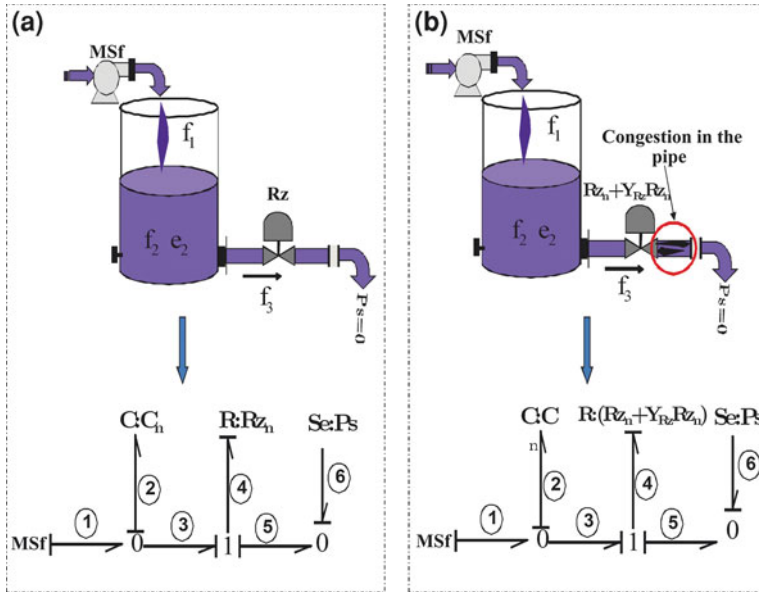 (a)
MSf
f1
Rz
f2 e2
f3
Ps=0
C:Cn R:Rzn Se:Ps
2 4 6
1 3 5
MSf 0 1 0
(b)
MSf
f1
Congestion in the
pipe
Rzn+YRzRzn
f2 e2
f3
Ps=0
C:C R:(Rzn+YRzRzn) Se:Ps
n
2 4 6
1 3 5
MSf 0 1 0